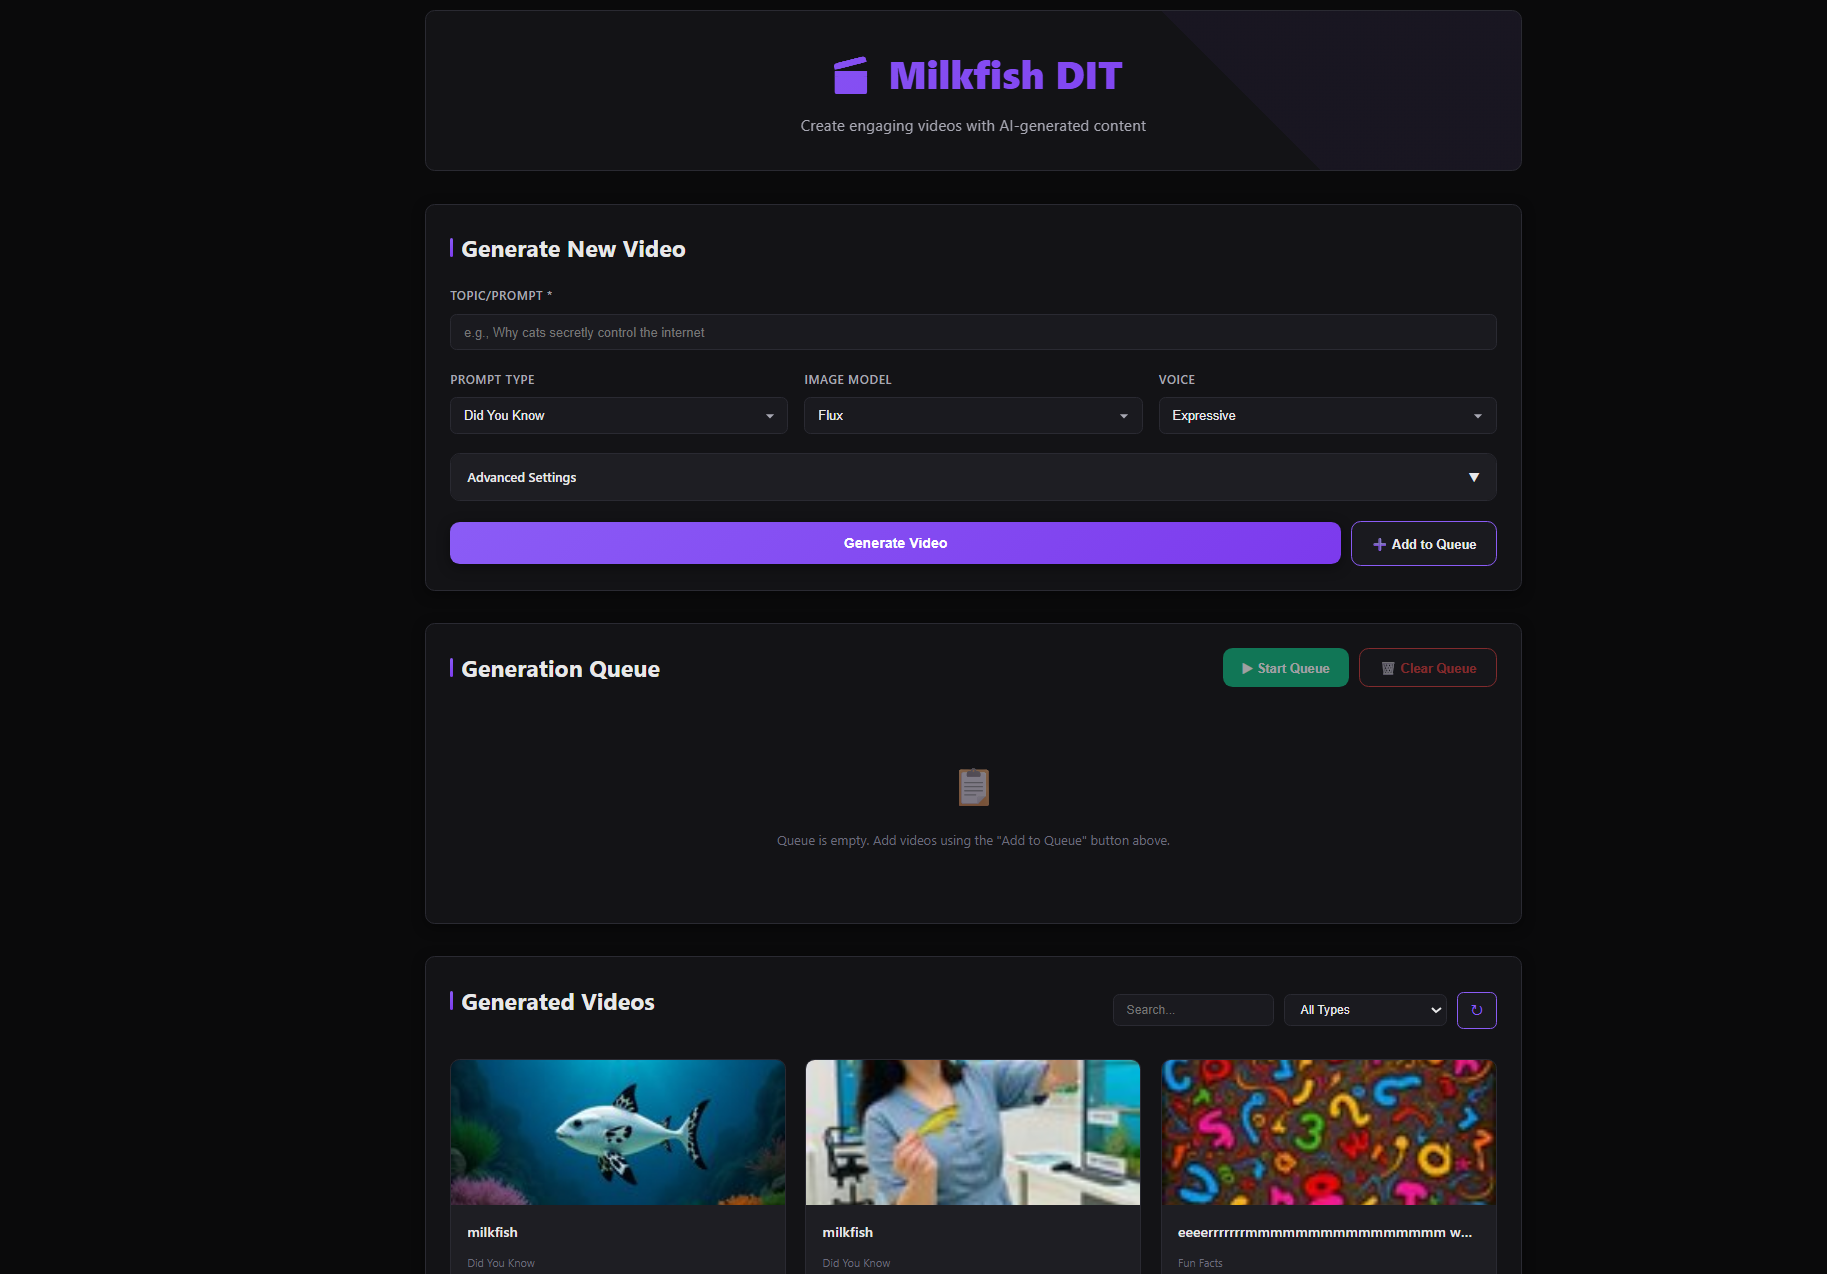 Milkfish DIT
Create engaging videos with AI-generated content
Generate New Video
TOPIC/PROMPT *
e.g., Why cats secretly control the internet
PROMPT TYPE
IMAGE MODEL
VOICE
Did You Know
Flux
Expressive
Advanced Settings
Generate Video
Add to Queue
Generation Queue
Start Queue
Clear Queue
Queue is empty. Add videos using the "Add to Queue" button above.
Generated Videos
Search...
All Types
milkfish
milkfish
eeeerrrrrrrmmmmmmmmmmmmmmmm w...
Did You Know
Did You Know
Fun Facts